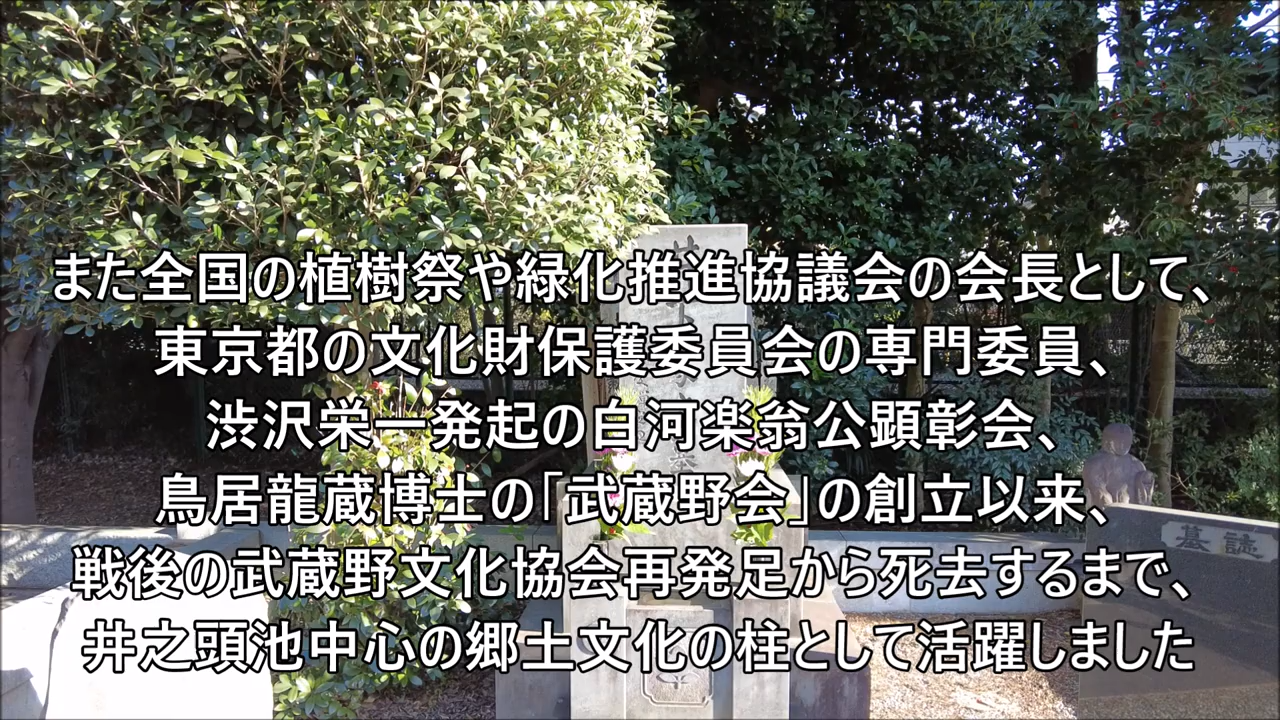 また全国の植樹祭や緑化推進協議会の会長として、
東京都の文化財保護委員会の専門委員、
渋沢栄一発起の白河楽翁公顕彰会、
鳥居龍蔵博士の「武蔵野会」の創立以来、
戦後の武蔵野文化協会再発足から死去するまで、
井之頭池中心の郷土文化の柱として活躍しました
墓誌